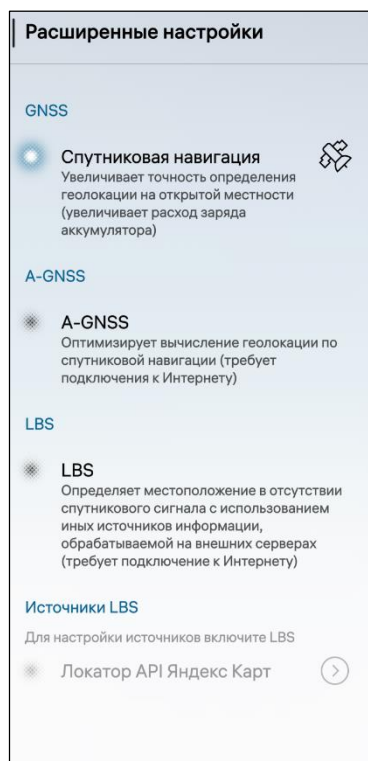 Расширенные настройки
GNSS
Спутниковая навигация
Увеличивает точность определения
геолокации на открытой местности
(увеличивает расход заряда
аккумулятора)
A-GNSS
A-GNSS
Оптимизирует вычисление геолокации по
спутниковой навигации (требует
подключения к Интернету)
LBS
LBS
Определяет местоположение в отсутствии
спутникового сигнала с использованием
иных источников информации,
обрабатываемой на внешних серверах
(требует подключение к Интернету)
Источники LBS
Для настройки источников включите LBS
Локатор API Яндекс Карт